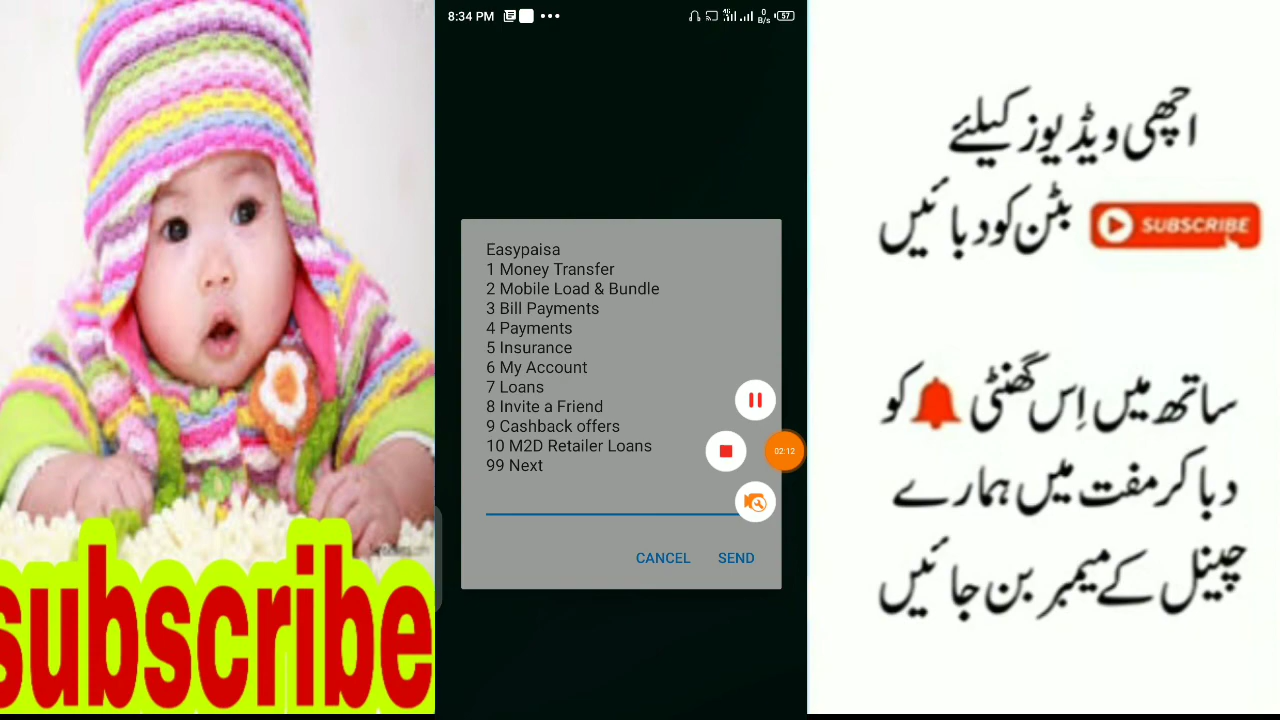 subscribe
8:34 PM
0
B/s
57
Easypaisa
1 Money Transfer
2 Mobile Load & Bundle
3 Bill Payments
4 Payments
5 Insurance
6 My Account
7 Loans
8 Invite a Friend
9 Cashback offers
10 M2D Retailer Loans
99 Next
02:12
CANCEL SEND
اچھی ویڈیوز کیلئے
SUBSCRIBE بٹن کو دبائیں
ساتھ میں اِس گھنٹی کو
دبا کر مفت میں ہمارے
چینل کے میمبر بن جائیں